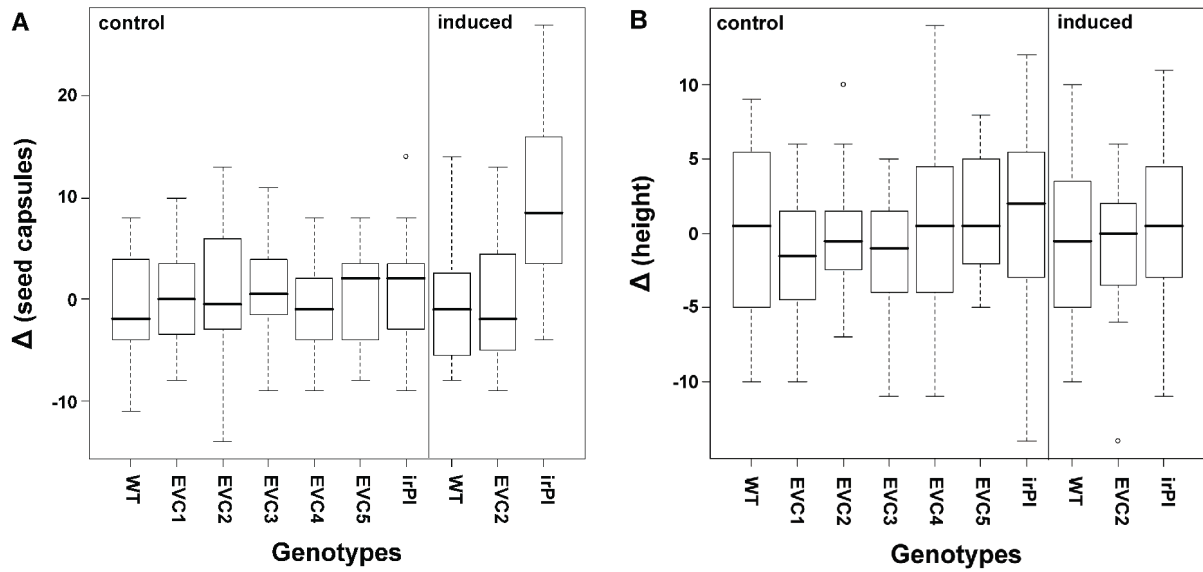 A
control
induced
Δ (seed capsules)
20
10
0
-10
WT
EVC1
EVC2
EVC3
EVC4
EVC5
irPI
WT
EVC2
irPI
Genotypes
B
control
induced
Δ (height)
10
5
0
-5
-10
WT
EVC1
EVC2
EVC3
EVC4
EVC5
irPI
WT
EVC2
irPI
Genotypes